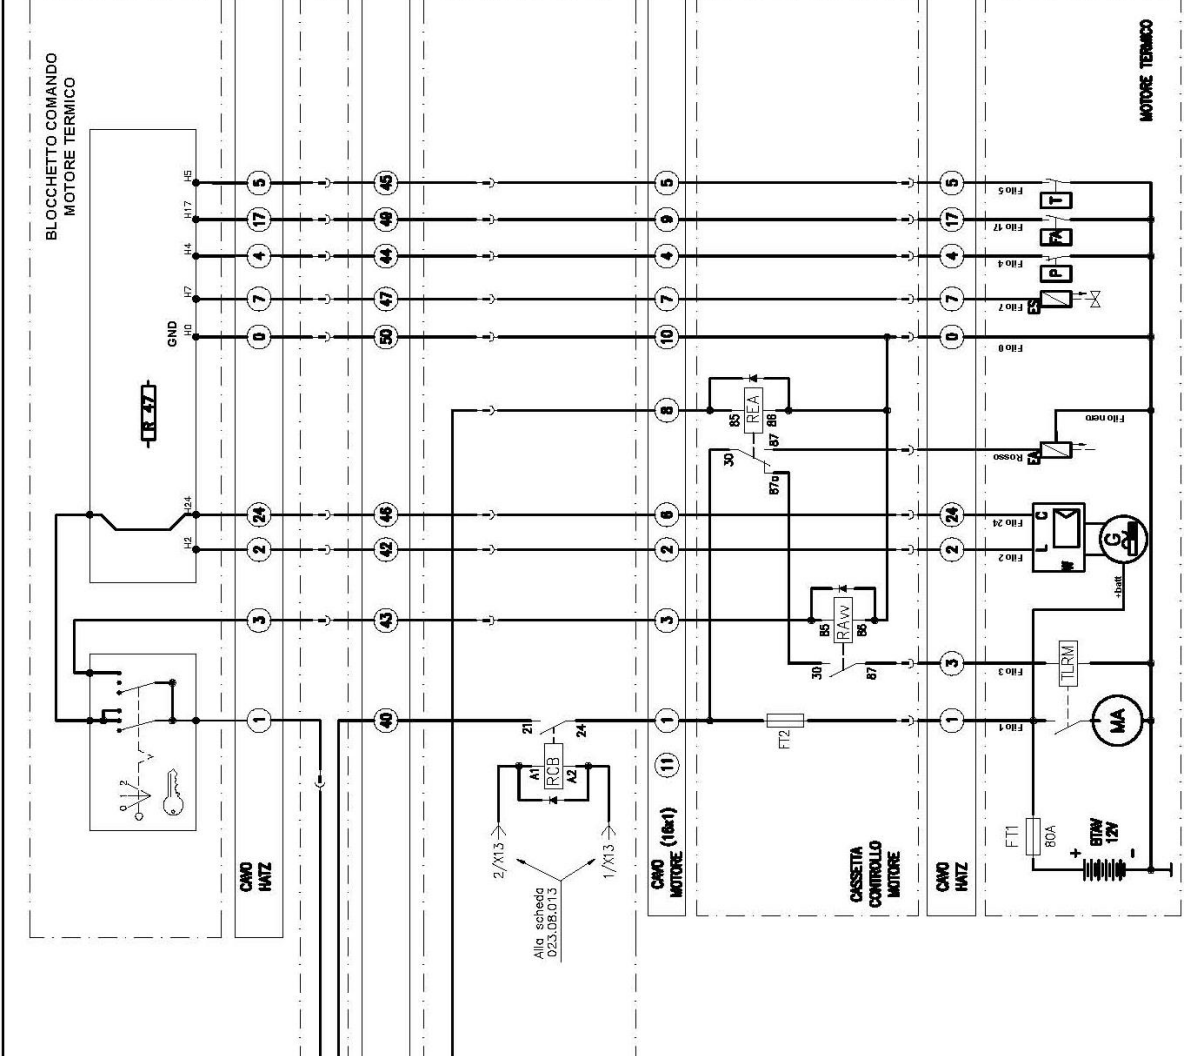 BLOCCHETTO COMANDO
MOTORE TERMICO
MOTORE TERMICO
H5
5
45
5
5
Filo 5
T
H17
17
49
9
17
Filo 17
FA
H4
4
44
4
4
Filo 4
P
H7
7
47
7
7
Filo 7
ES
GND
H0
0
50
10
0
Filo 0
R 47
8
85
REA
86
30
87
87a
Rosso
EA
Filo nero
H24
24
46
6
24
Filo 24
C
H2
2
42
2
2
Filo 2
L
W
G
+batt
3
43
3
85
RAvv
86
30
87
3
Filo 3
TLRM
1
40
21
24
1
FT2
1
Filo 1
MA
0
1
2
A1
RCB
A2
11
2/X13
1/X13
Alla scheda
023.08.013
CAVO
HATZ
CAVO (16x1)
MOTORE
CASSETTA
CONTROLLO
MOTORE
CAVO
HATZ
FT1
80A
+
BTAV
12V
-